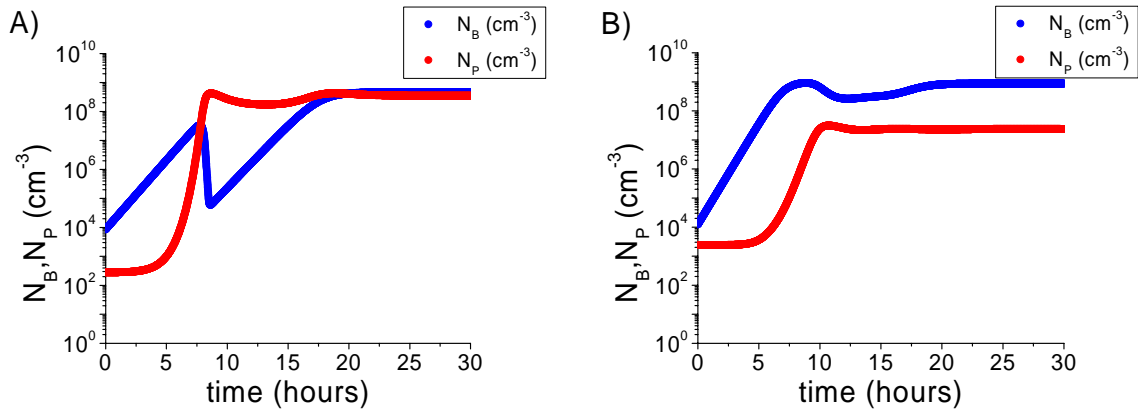 A)
N_B (cm^-3)
N_P (cm^-3)
N_B,N_P (cm^-3)
10^10
10^8
10^6
10^4
10^2
10^0
0 5 10 15 20 25 30
time (hours)
B)
N_B (cm^-3)
N_P (cm^-3)
N_B,N_P (cm^-3)
10^10
10^8
10^6
10^4
10^2
10^0
0 5 10 15 20 25 30
time (hours)